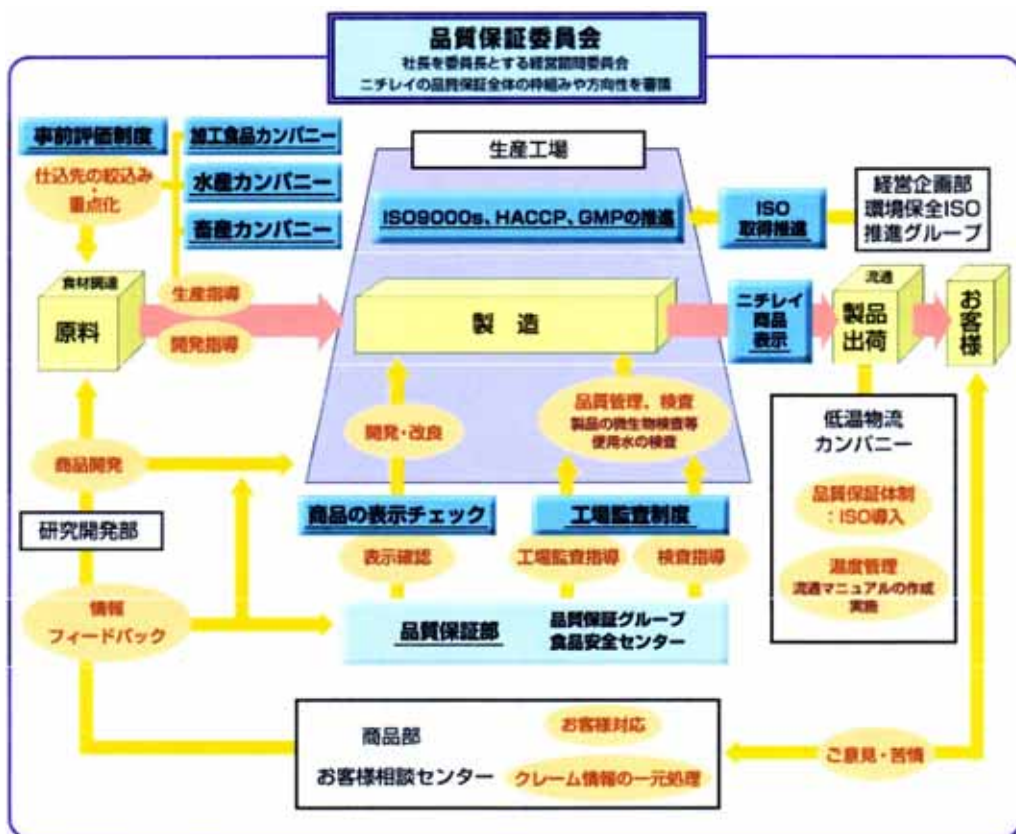 品質保証委員会
社長を委員長とする経営諮問委員会
ニチレイの品質保証全体の枠組みや方向性を審議
事前評価制度
仕込先の絞込み
・
重点化
加工食品カンパニー
水産カンパニー
畜産カンパニー
生産工場
ISO9000s、HACCP、GMPの推進
ISO
取得推進
経営企画部
環境保全ISO
推進グループ
食材調達
原料
生産指導
開発指導
製造
ニチレイ
商品
表示
流通
製品
出荷
お客様
開発・改良
品質管理、検査
製品の微生物検査等
使用水の検査
低温物流
カンパニー
品質保証体制
:ISO導入
温度管理
流通マニュアルの作成
実施
商品開発
研究開発部
商品の表示チェック
工場監査制度
表示確認
工場監査指導
検査指導
情報
フィードバック
品質保証部
品質保証グループ
食品安全センター
商品部
お客様相談センター
お客様対応
クレーム情報の一元処理
ご意見・苦情